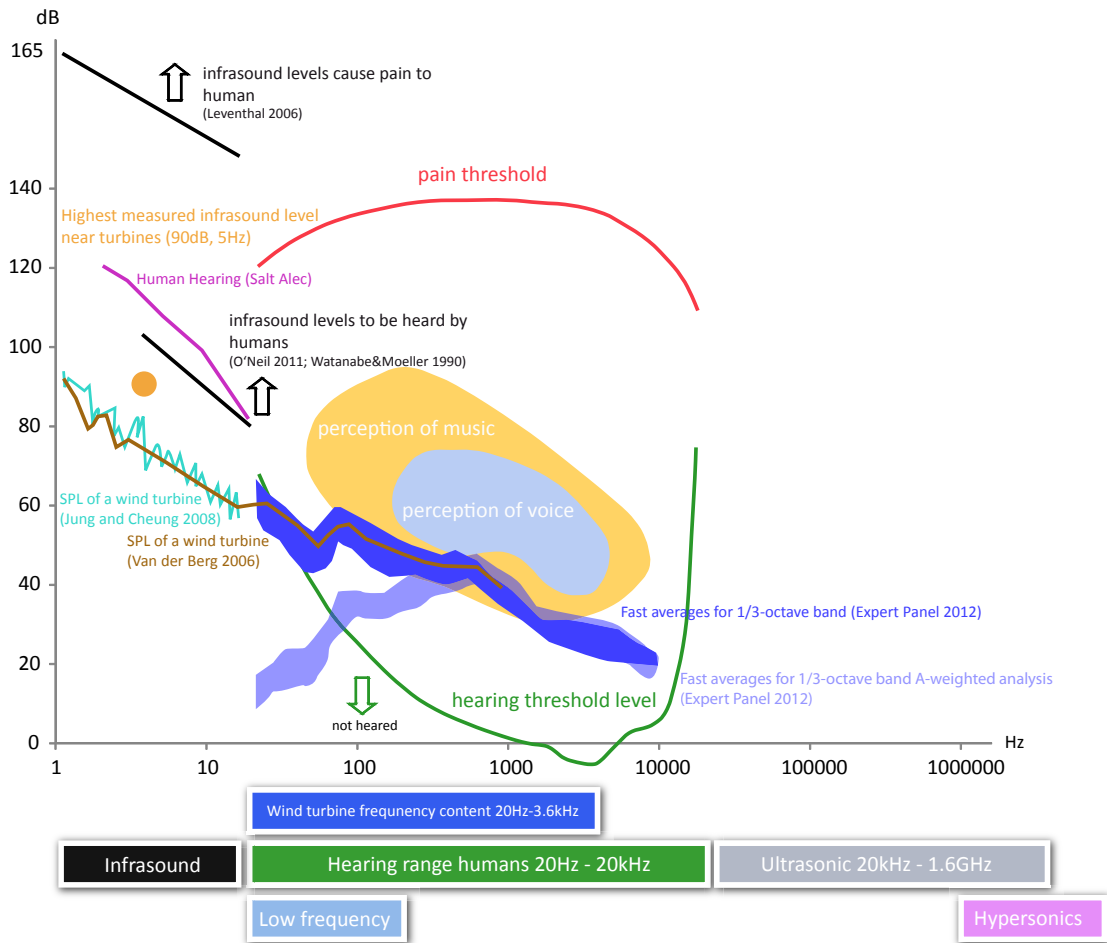 dB
165
infrasound levels cause pain to
human
(Leventhal 2006)
pain threshold
140
Highest measured infrasound level
near turbines (90dB, 5Hz)
120
Human Hearing (Salt Alec)
infrasound levels to be heard by
humans
(O'Neil 2011; Watanabe&Moeller 1990)
100
80
perception of music
perception of voice
60
SPL of a wind turbine
(Jung and Cheung 2008)
SPL of a wind turbine
(Van der Berg 2006)
40
Fast averages for 1/3-octave band (Expert Panel 2012)
20
Fast averages for 1/3-octave band A-weighted analysis
(Expert Panel 2012)
hearing threshold level
not heared
0
Hz
1 10 100 1000 10000 100000 1000000
Wind turbine frequnency content 20Hz-3.6kHz
Infrasound
Hearing range humans 20Hz - 20kHz
Ultrasonic 20kHz - 1.6GHz
Low frequency
Hypersonics